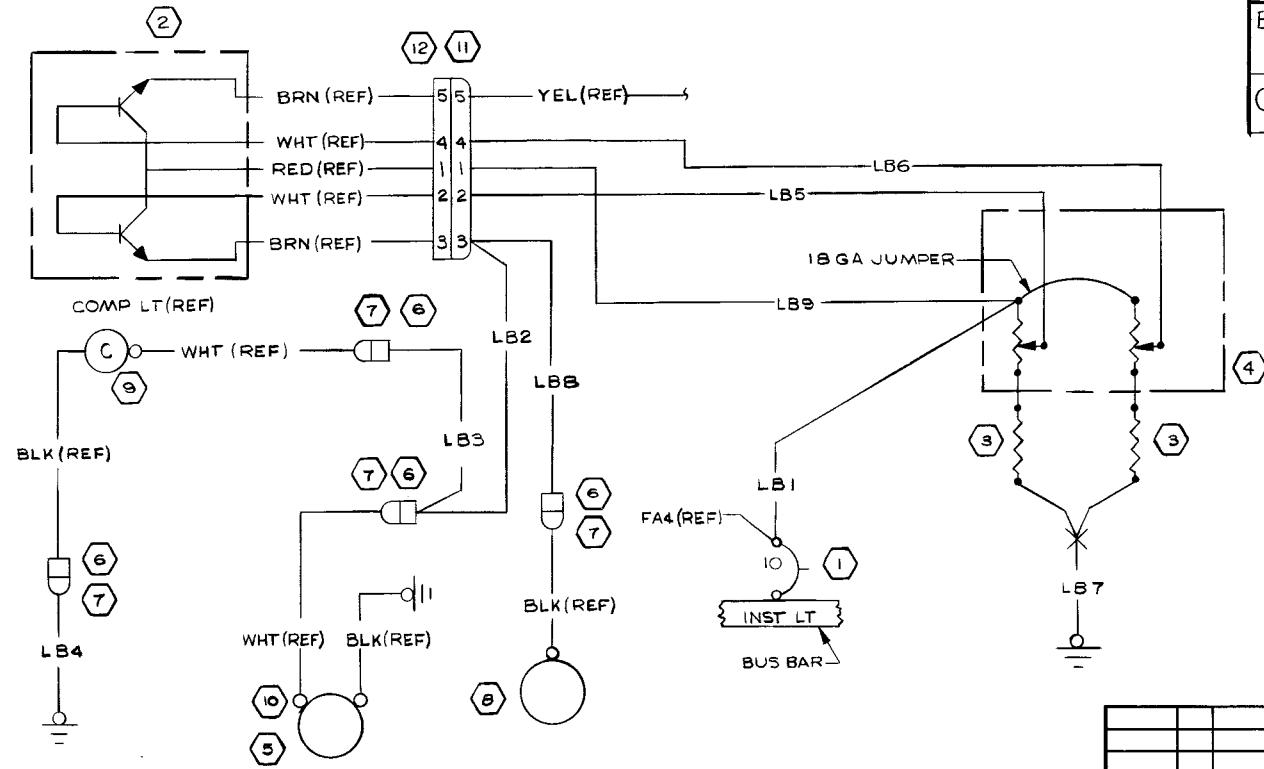 2
12 11
E
BRN (REF) 5 5 YEL (REF)
WHT (REF) 4 4
RED (REF) 1 1 LB6
WHT (REF) 2 2 LB5
BRN (REF) 3 3
18 GA JUMPER
COMP LT (REF)
7 6
LB9
LB2
C WHT (REF)
9
LB8
4
LB3
3 3
BLK (REF)
7 6
LB1
6
7
FA4 (REF)
10 1
6
7
LB7
BLK (REF)
INST LT
WHT (REF) BLK (REF)
LB4
BUS BAR
10
8
5